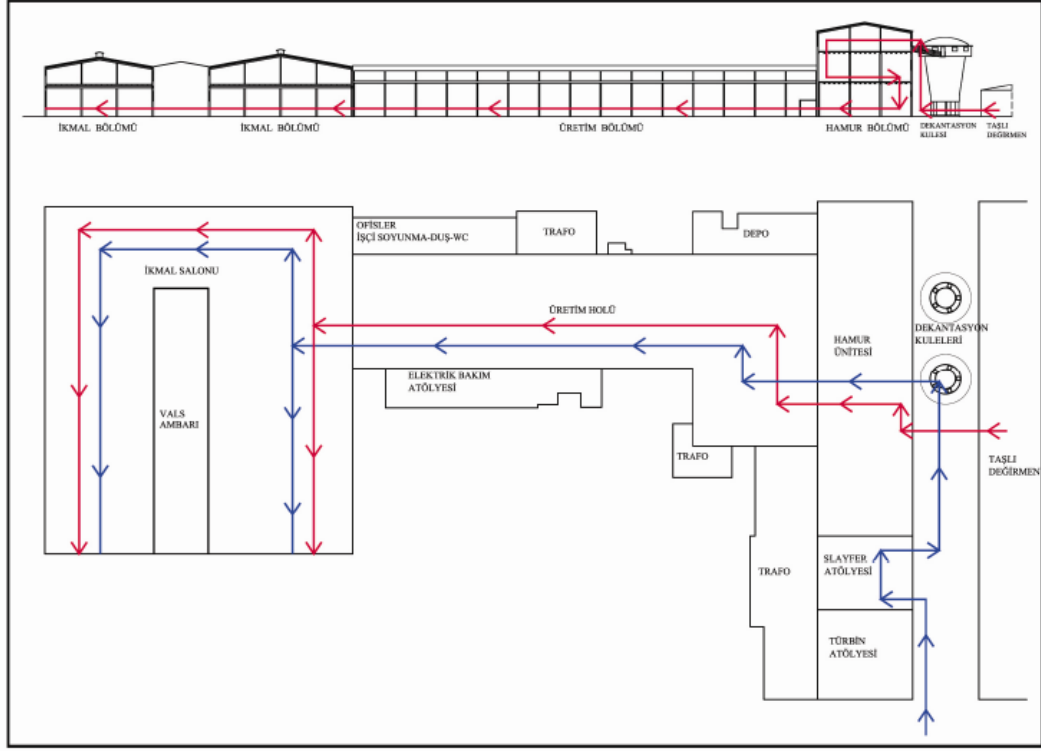 İKMAL BÖLÜMÜ
İKMAL BÖLÜMÜ
ÜRETİM BÖLÜMÜ
HAMUR BÖLÜMÜ
DEKANTASYON
KULESİ
TAŞLI
DEĞİRMEN
OFİSLER
İŞÇİ SOYUNMA-DUŞ-WC
TRAFO
DEPO
İKMAL SALONU
ÜRETİM HOLÜ
HAMUR
ÜNİTESİ
DEKANTASYON
KULELERİ
ELEKTRİK BAKIM
ATÖLYESİ
VALS
AMBARI
TRAFO
TAŞLI
DEĞİRMEN
TRAFO
SLAYFER
ATÖLYESİ
TÜRBİN
ATÖLYESİ